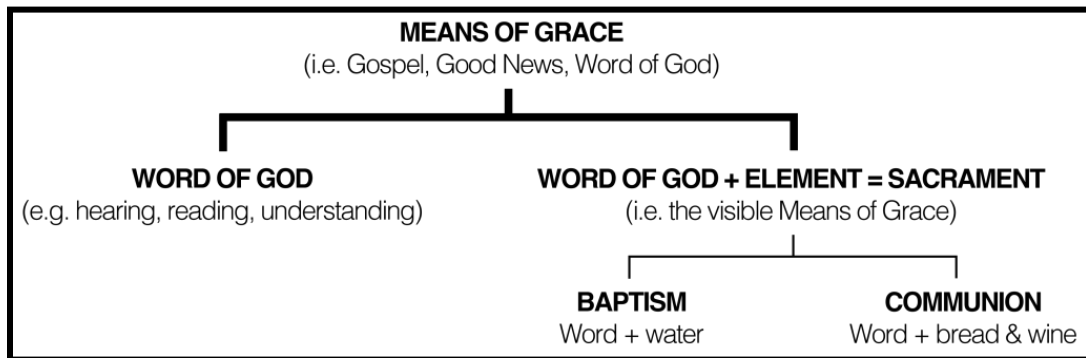 MEANS OF GRACE
(i.e. Gospel, Good News, Word of God)
WORD OF GOD
(e.g. hearing, reading, understanding)
WORD OF GOD + ELEMENT = SACRAMENT
(i.e. the visible Means of Grace)
BAPTISM
Word + water
COMMUNION
Word + bread & wine